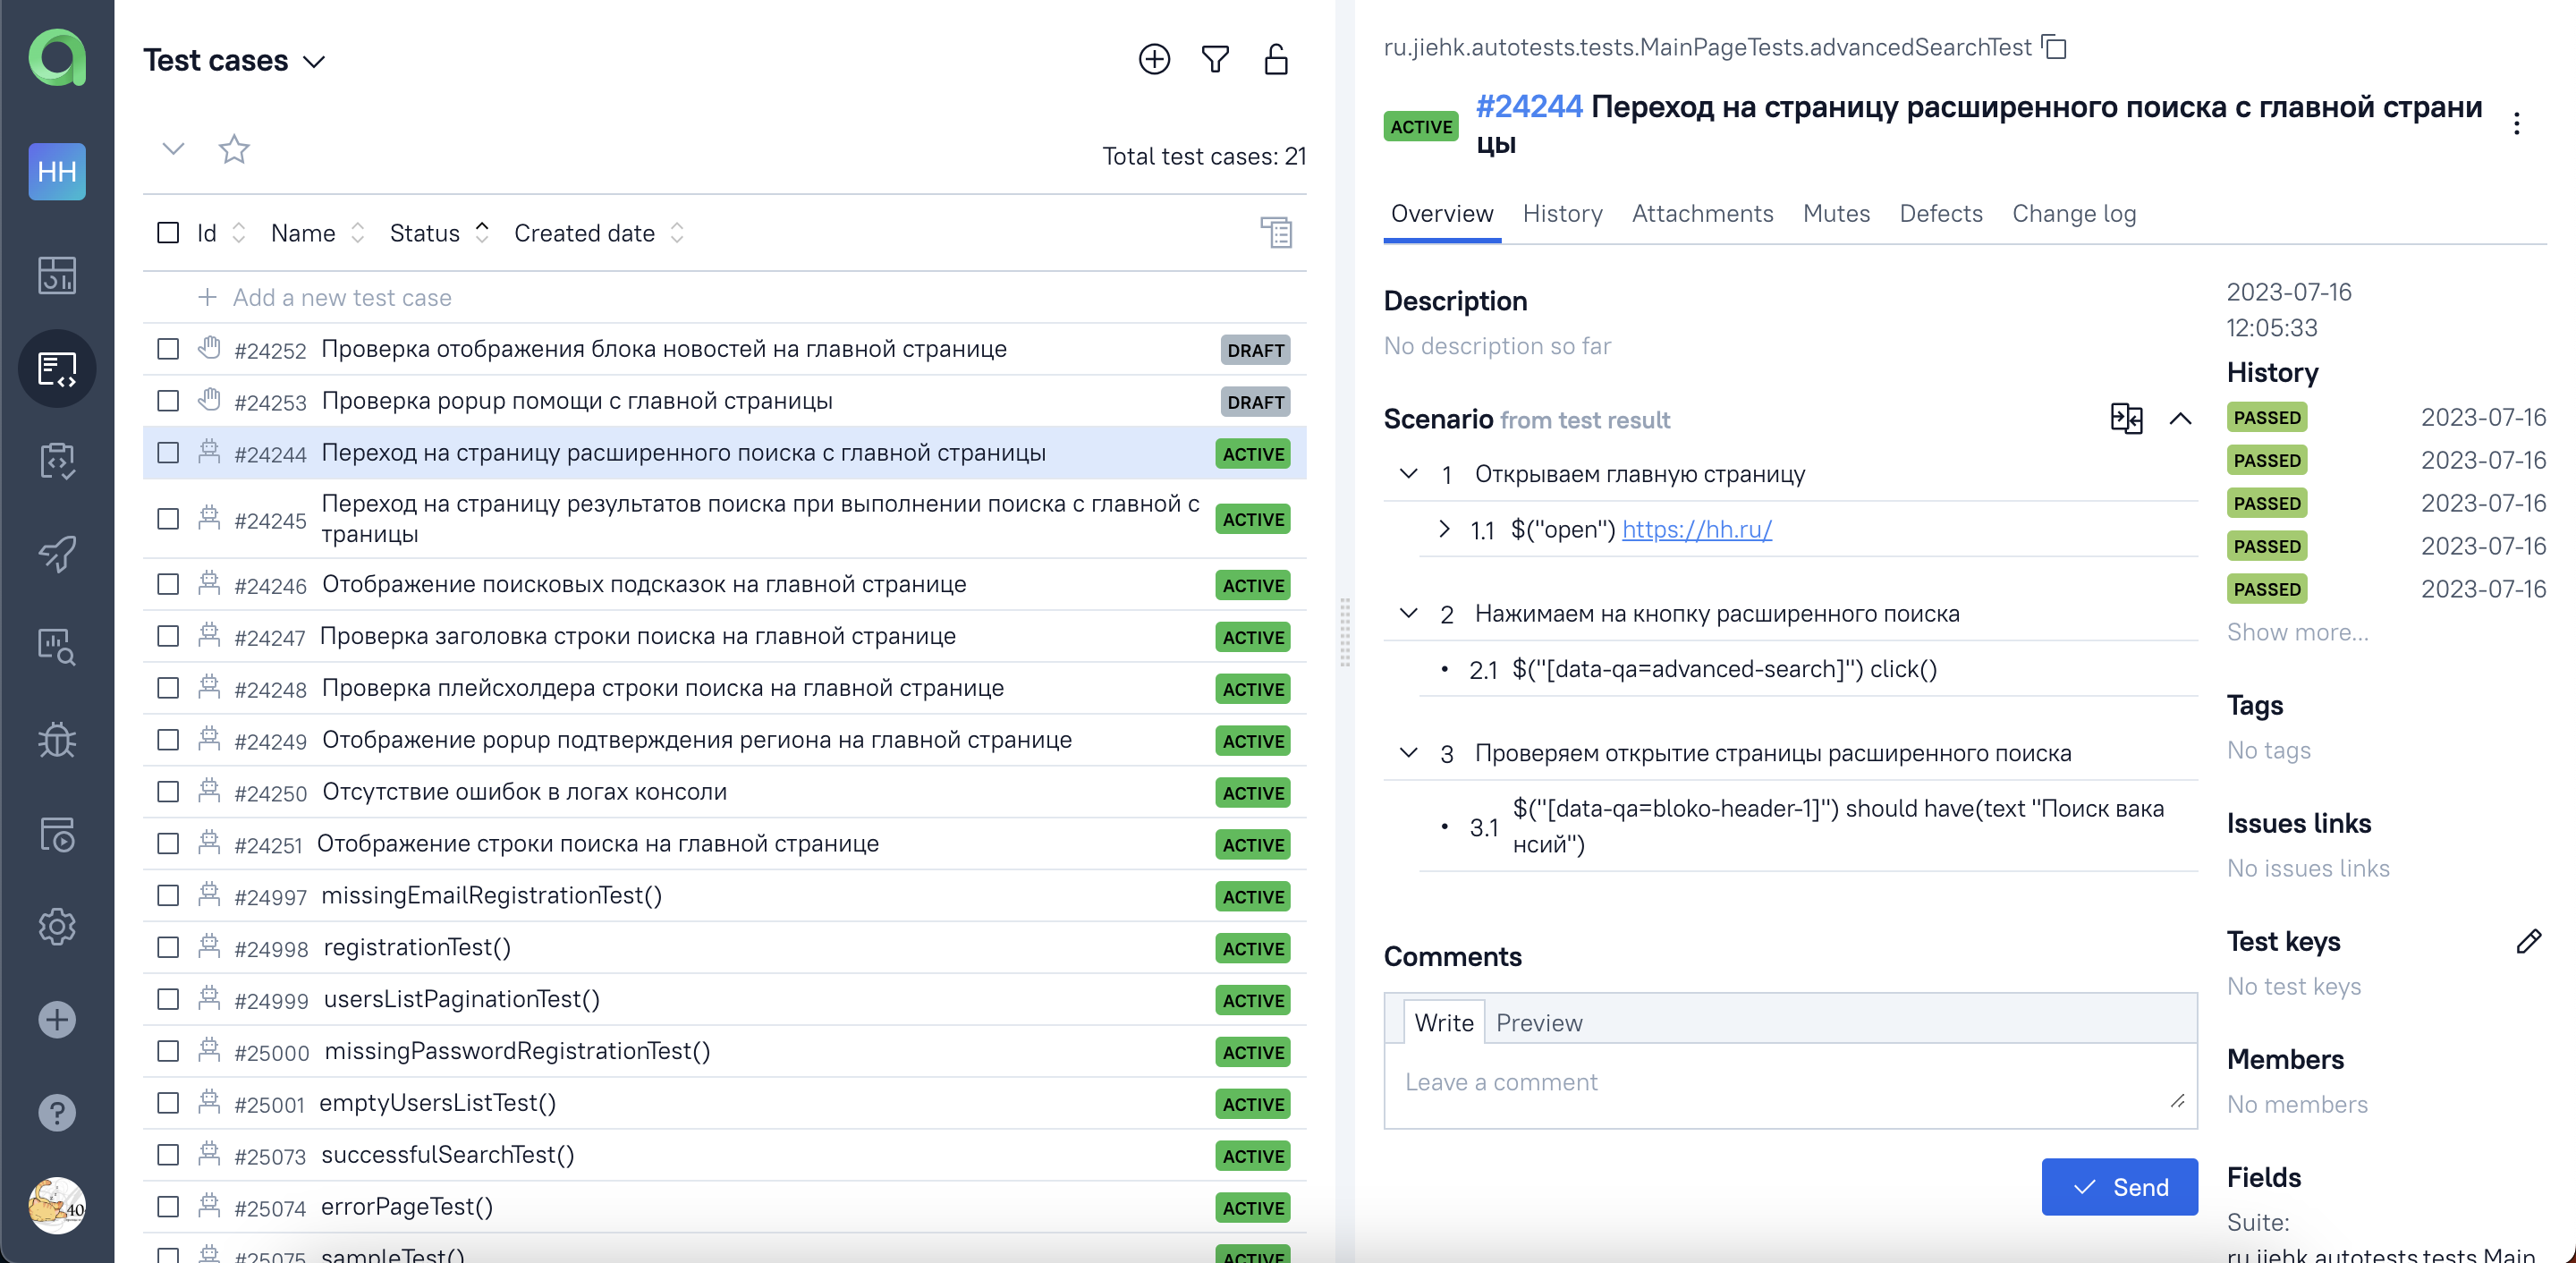 HH
40
Test cases
Total test cases: 21
Id Name Status Created date
Add a new test case
#24252 Проверка отображения блока новостей на главной странице DRAFT
#24253 Проверка popup помощи с главной страницы DRAFT
#24244 Переход на страницу расширенного поиска с главной страницы ACTIVE
#24245 Переход на страницу результатов поиска при выполнении поиска с главной с
траницы ACTIVE
#24246 Отображение поисковых подсказок на главной странице ACTIVE
#24247 Проверка заголовка строки поиска на главной странице ACTIVE
#24248 Проверка плейсхолдера строки поиска на главной странице ACTIVE
#24249 Отображение popup подтверждения региона на главной странице ACTIVE
#24250 Отсутствие ошибок в логах консоли ACTIVE
#24251 Отображение строки поиска на главной странице ACTIVE
#24997 missingEmailRegistrationTest() ACTIVE
#24998 registrationTest() ACTIVE
#24999 usersListPaginationTest() ACTIVE
#25000 missingPasswordRegistrationTest() ACTIVE
#25001 emptyUsersListTest() ACTIVE
#25073 successfulSearchTest() ACTIVE
#25074 errorPageTest() ACTIVE
#25075 sampleTest() ACTIVE
ru.jiehk.autotests.tests.MainPageTests.advancedSearchTest
ACTIVE #24244 Переход на страницу расширенного поиска с главной страни
цы
Overview History Attachments Mutes Defects Change log
Description
No description so far
Scenario from test result
1 Открываем главную страницу
1.1 $("open") https://hh.ru/
2 Нажимаем на кнопку расширенного поиска
2.1 $("[data-qa=advanced-search]") click()
3 Проверяем открытие страницы расширенного поиска
3.1 $("[data-qa=bloko-header-1]") should have(text "Поиск вака
нсий")
Comments
Write Preview
Leave a comment
Send
2023-07-16
12:05:33
History
PASSED 2023-07-16
PASSED 2023-07-16
PASSED 2023-07-16
PASSED 2023-07-16
PASSED 2023-07-16
Show more...
Tags
No tags
Issues links
No issues links
Test keys
No test keys
Members
No members
Fields
Suite:
ru.jiehk.autotests.tests.Main